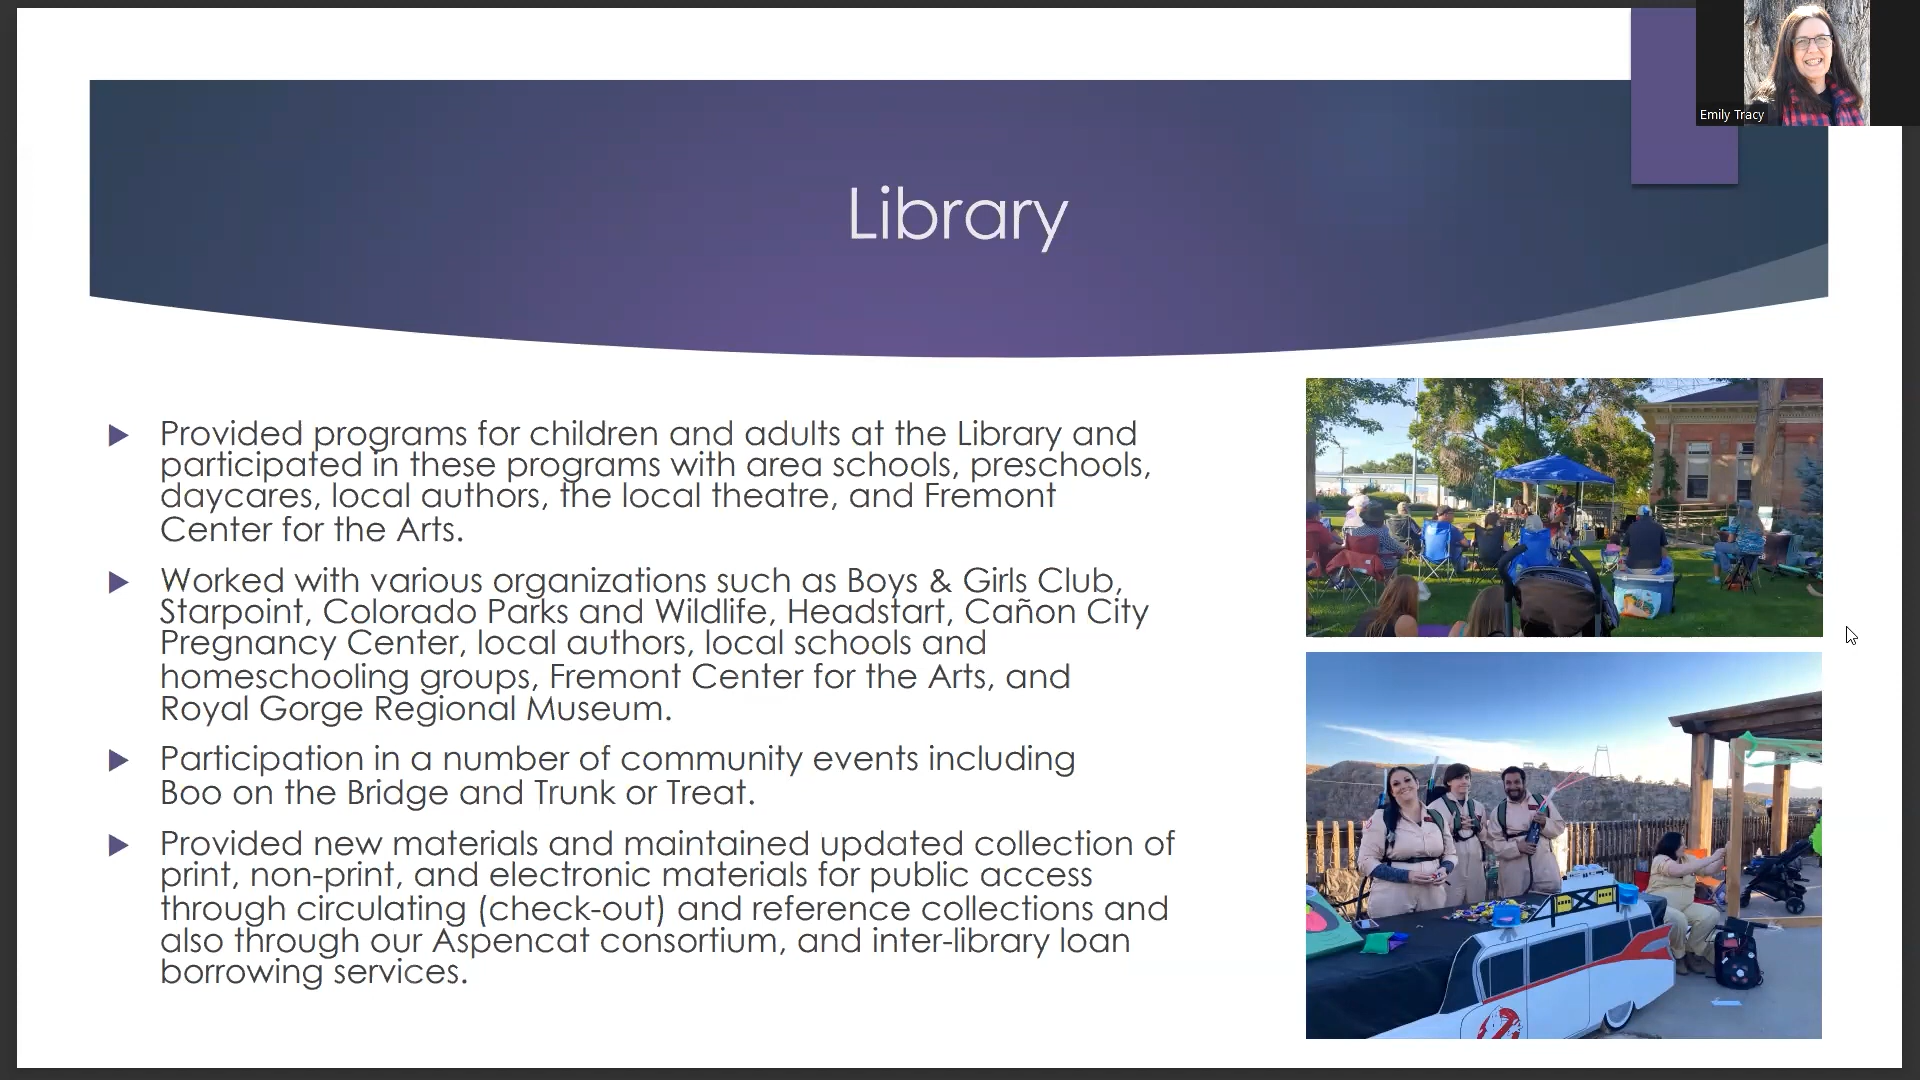 Emily Tracy
Library
Provided programs for children and adults at the Library and
participated in these programs with area schools, preschools,
daycares, local authors, the local theatre, and Fremont
Center for the Arts.
Worked with various organizations such as Boys & Girls Club,
Starpoint, Colorado Parks and Wildlife, Headstart, Cañon City
Pregnancy Center, local authors, local schools and
homeschooling groups, Fremont Center for the Arts, and
Royal Gorge Regional Museum.
Participation in a number of community events including
Boo on the Bridge and Trunk or Treat.
Provided new materials and maintained updated collection of
print, non-print, and electronic materials for public access
through circulating (check-out) and reference collections and
also through our Aspencat consortium, and inter-library loan
borrowing services.